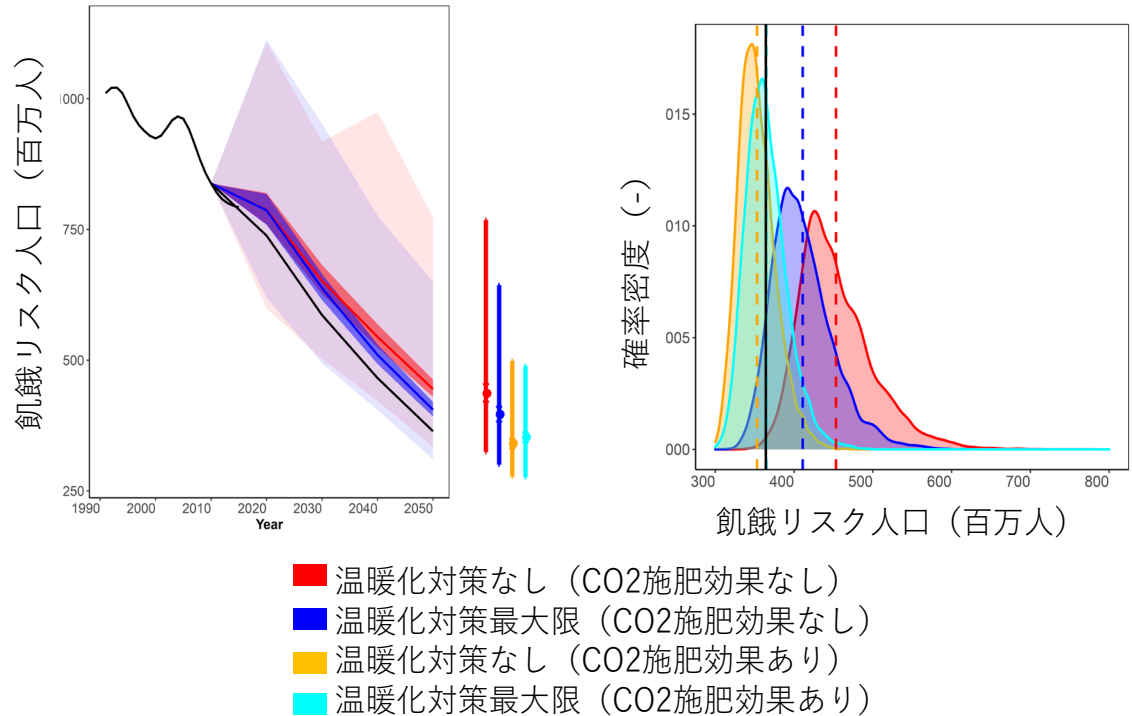 飢餓リスク人口（百万人）
000
750
500
250
1990 2000 2010 2020 2030 2040 2050
Year
確率密度（-）
015
010
005
000
300 400 500 600 700 800
飢餓リスク人口（百万人）
温暖化対策なし（CO2施肥効果なし）
温暖化対策最大限（CO2施肥効果なし）
温暖化対策なし（CO2施肥効果あり）
温暖化対策最大限（CO2施肥効果あり）